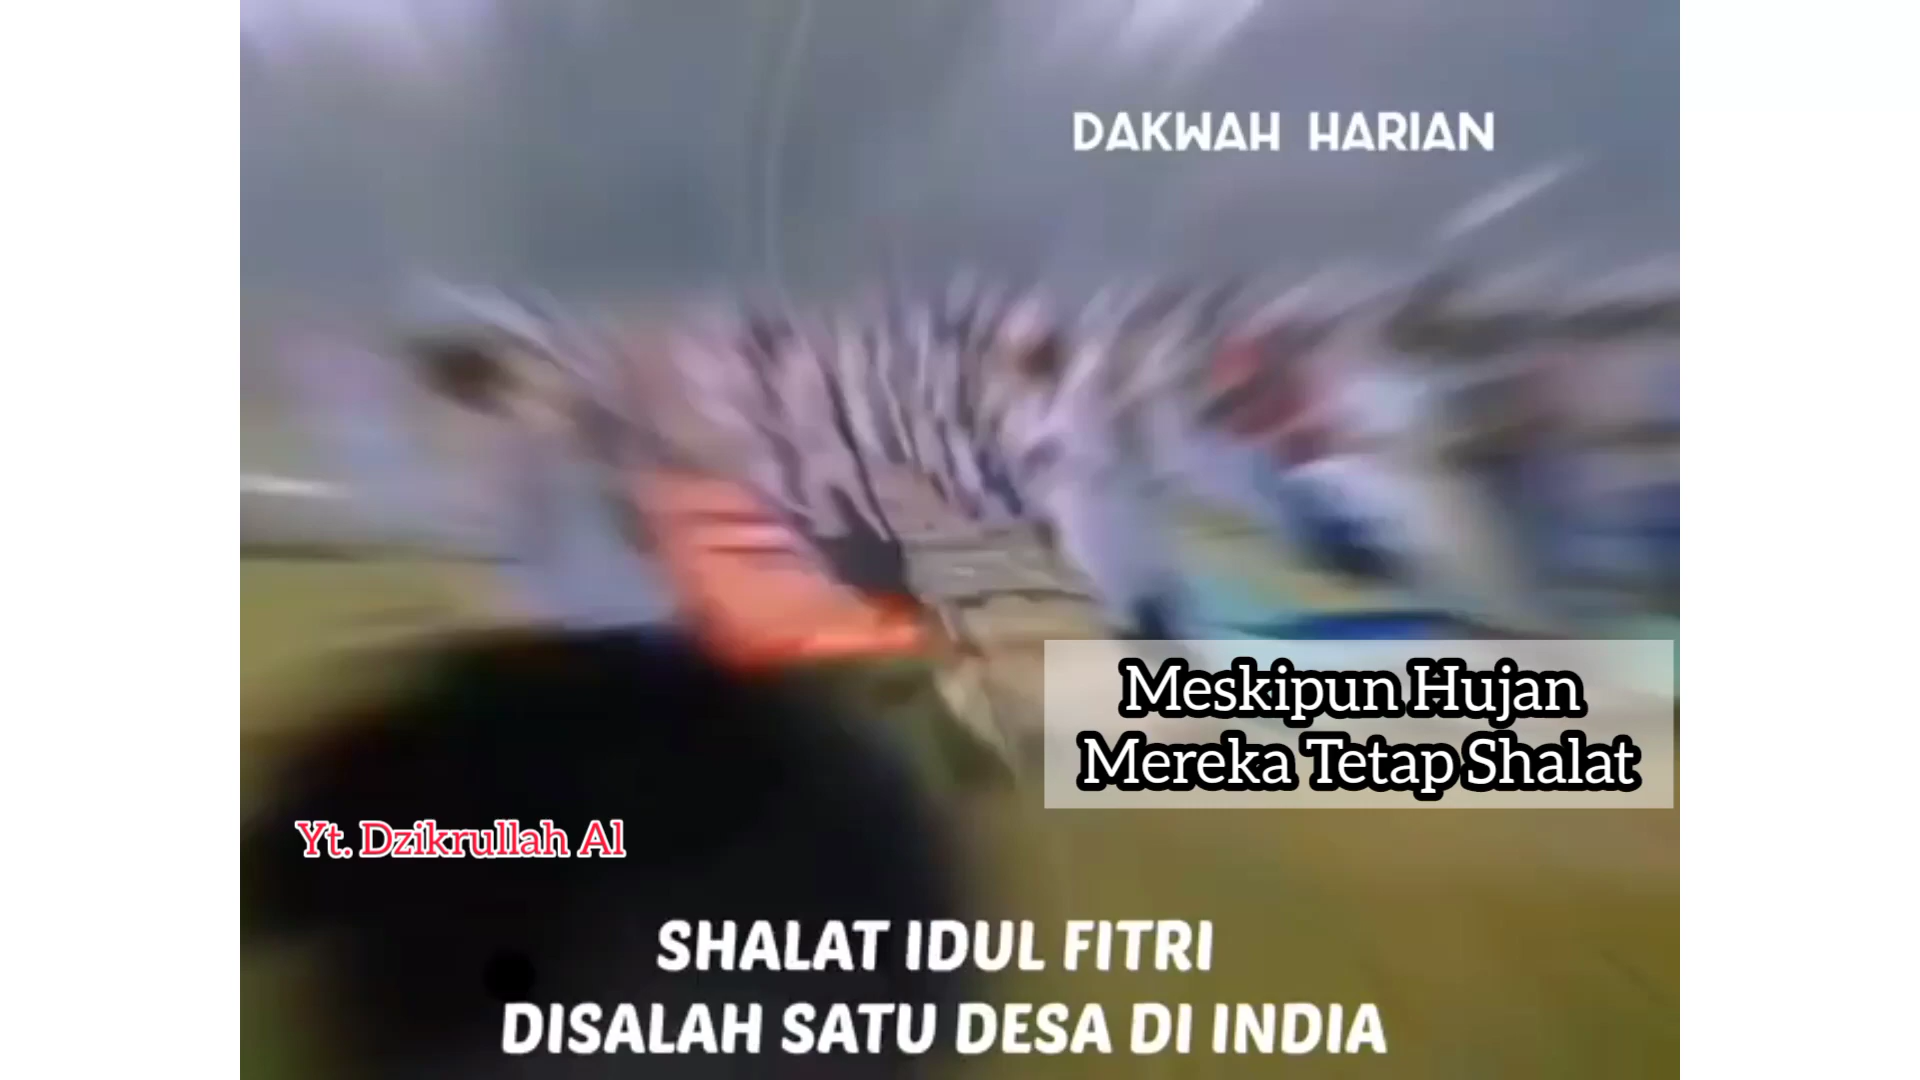 DAKWAH HARIAN
Meskipun Hujan
Mereka Tetap Shalat
Yt. Dzikrullah Al
SHALAT IDUL FITRI
DISALAH SATU DESA DI INDIA